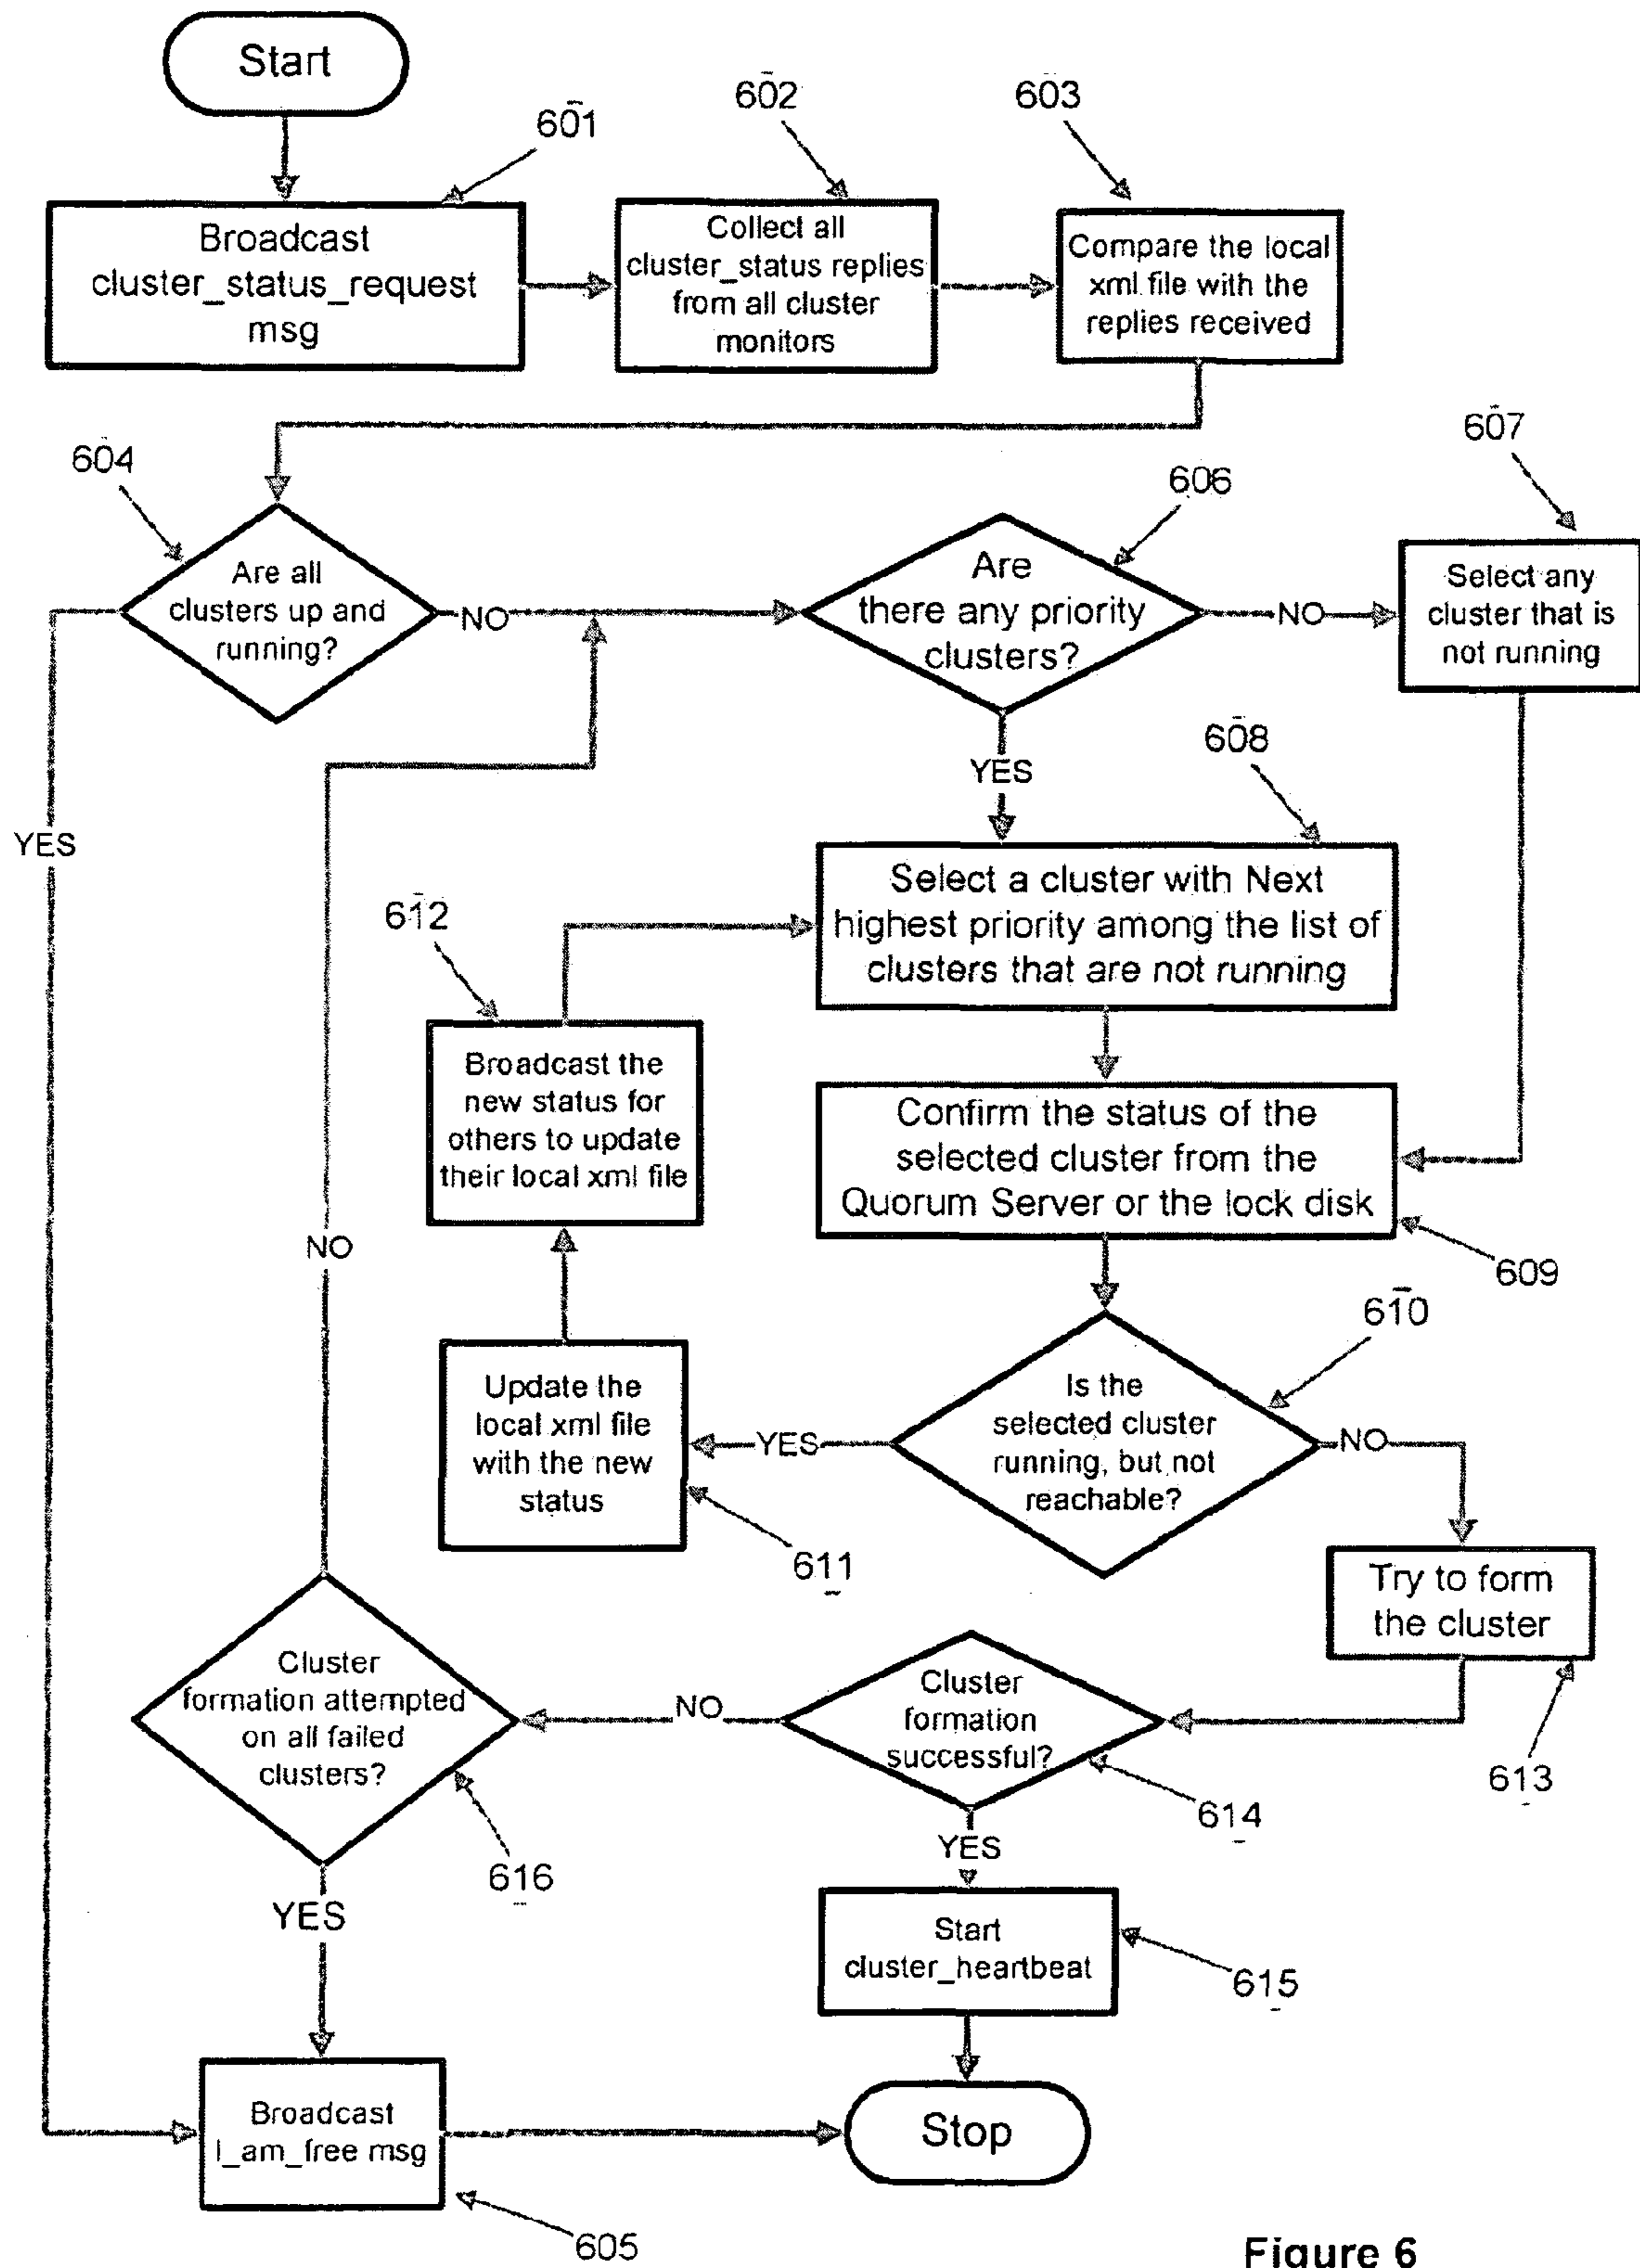 Start
601
602
603
Broadcast
cluster_status_request
msg
Collect all
cluster_status replies
from all cluster
monitors
Compare the local
xml file with the
replies received
604
606
607
Are all
clusters up and
running?
NO
Are
there any priority
clusters?
NO
Select any
cluster that is
not running
YES
YES
608
612
Select a cluster with Next
highest priority among the list of
clusters that are not running
Broadcast the
new status for
others to update
their local xml file
Confirm the status of the
selected cluster from the
Quorum Server or the lock disk
609
NO
610
Update the
local xml file
with the new
status
YES
Is the
selected cluster
running, but not
reachable?
NO
611
Try to form
the cluster
613
Cluster
formation attempted
on all failed
clusters?
NO
Cluster
formation
successful?
614
616
YES
YES
Start
cluster_heartbeat
615
Broadcast
I_am_free msg
Stop
605
Figure 6